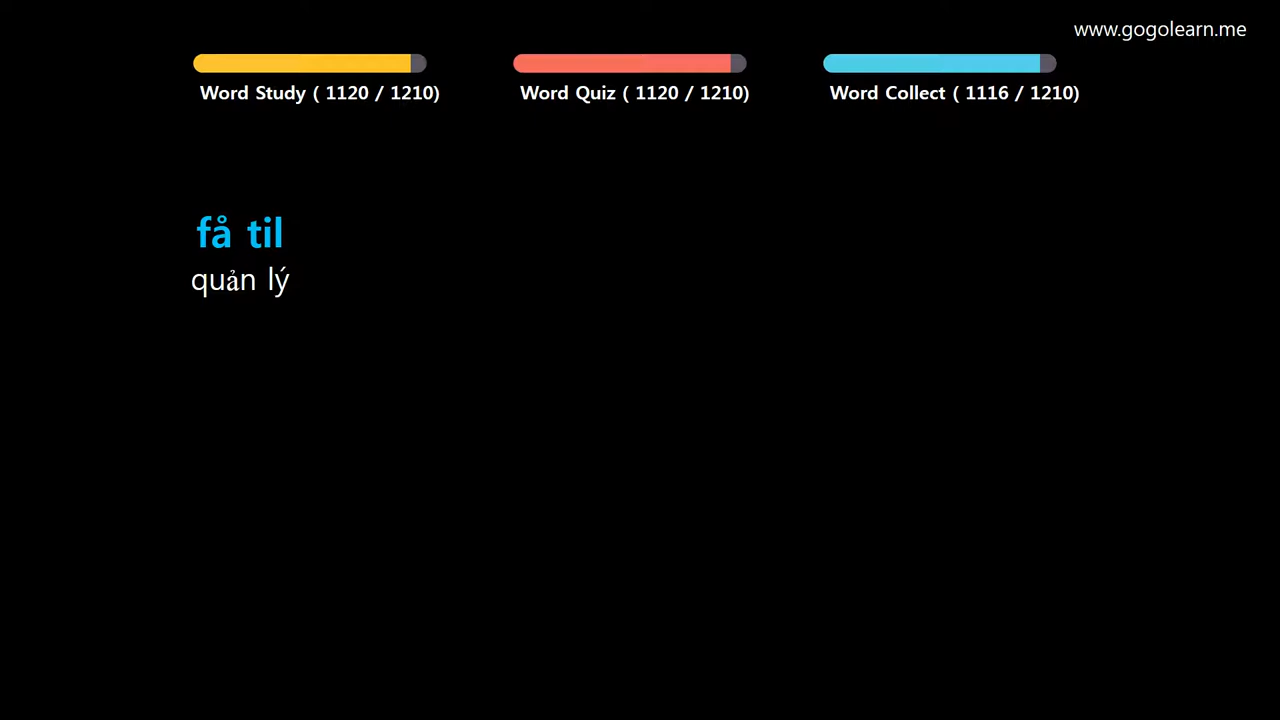 www.gogolearn.me
Word Study ( 1120 / 1210)
Word Quiz ( 1120 / 1210)
Word Collect ( 1116 / 1210)
få til
quản lý